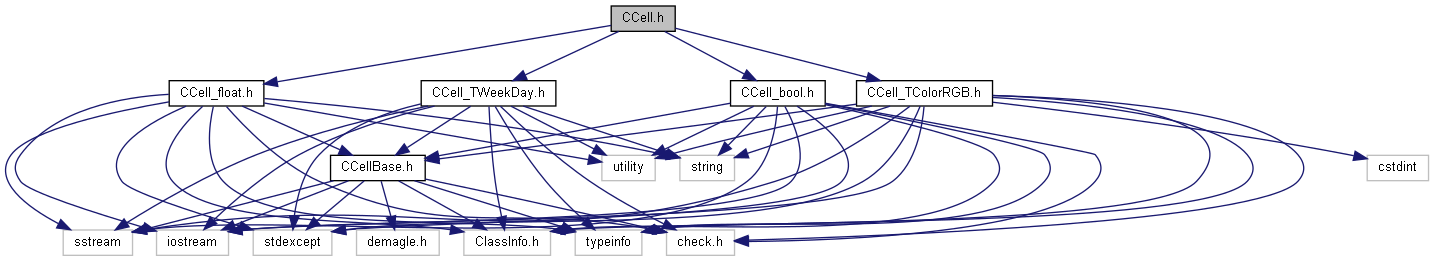 CCell.h
CCell_float.h
CCell_TWeekDay.h
CCell_bool.h
CCell_TColorRGB.h
CCellBase.h
utility
string
cstdint
sstream
iostream
stdexcept
demagle.h
ClassInfo.h
typeinfo
check.h